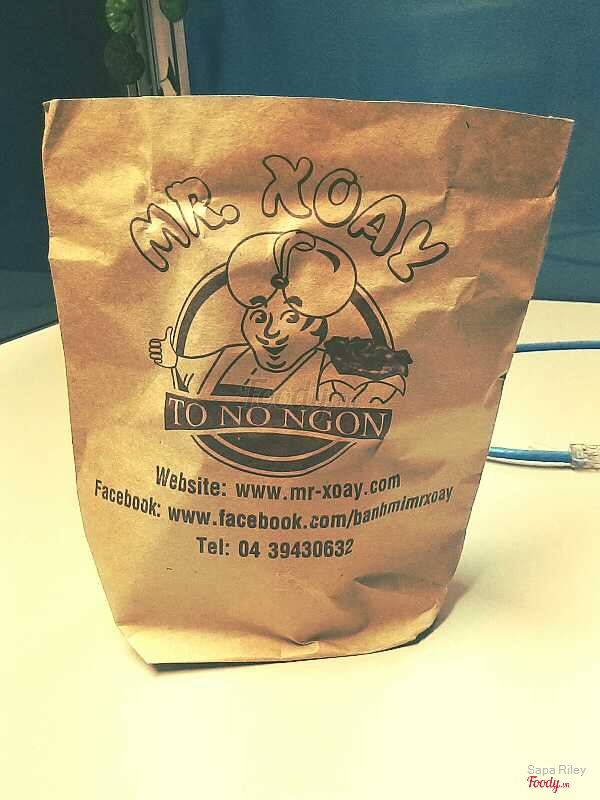 MR. XOAY
TO NO NGON
Website: www.mr-xoay.com
Facebook: www.facebook.com/banhmimrxoay
Tel: 04 39430632
Sapa Riley
Foody.vn